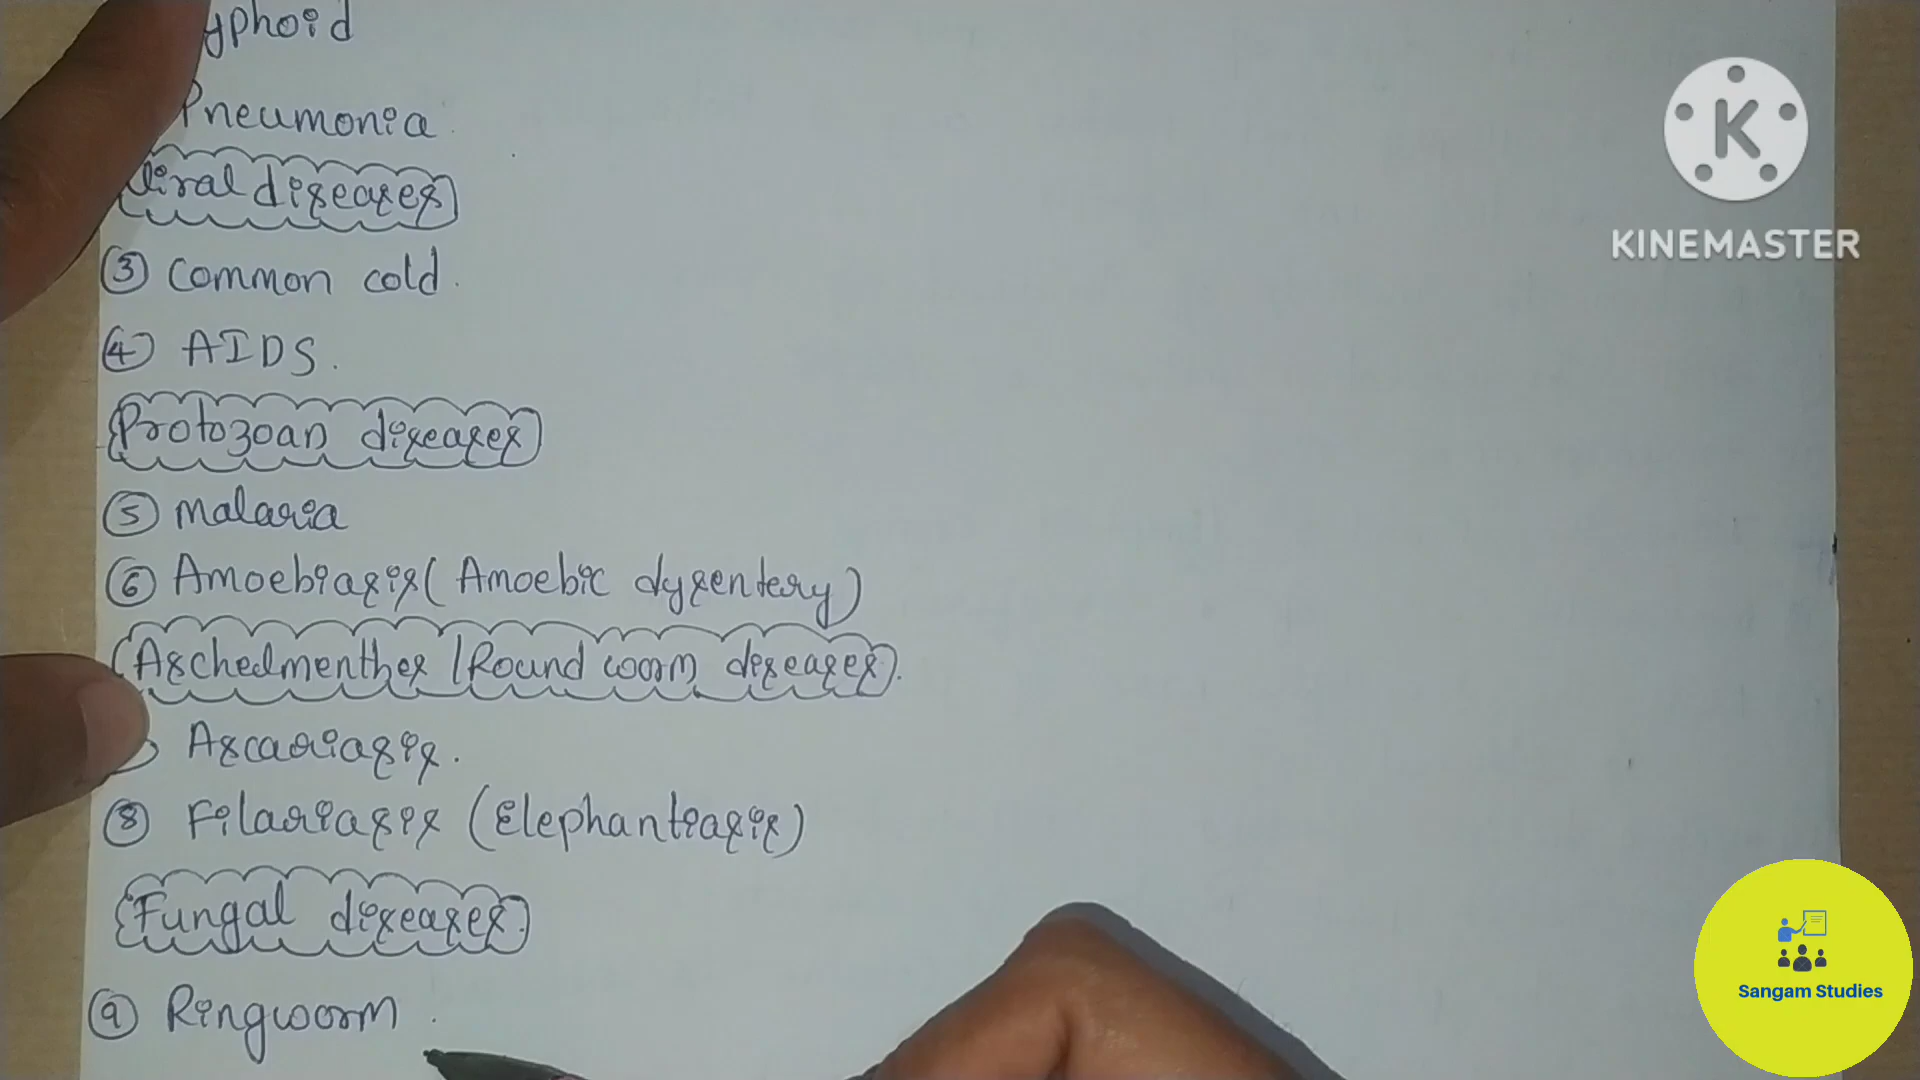 yphoid
Pneumonia
Viral diseases
③ Common cold.
④ AIDS.
Protozoan diseases
⑤ Malaria
⑥ Amoebiasis (Amoebic dysentery)
Aschedmenthes / Round worm diseases.
Ascariasis.
⑧ Filariasis (Elephantiasis)
Fungal diseases.
⑨ Ringworm.
K
KINEMASTER
Sangam Studies